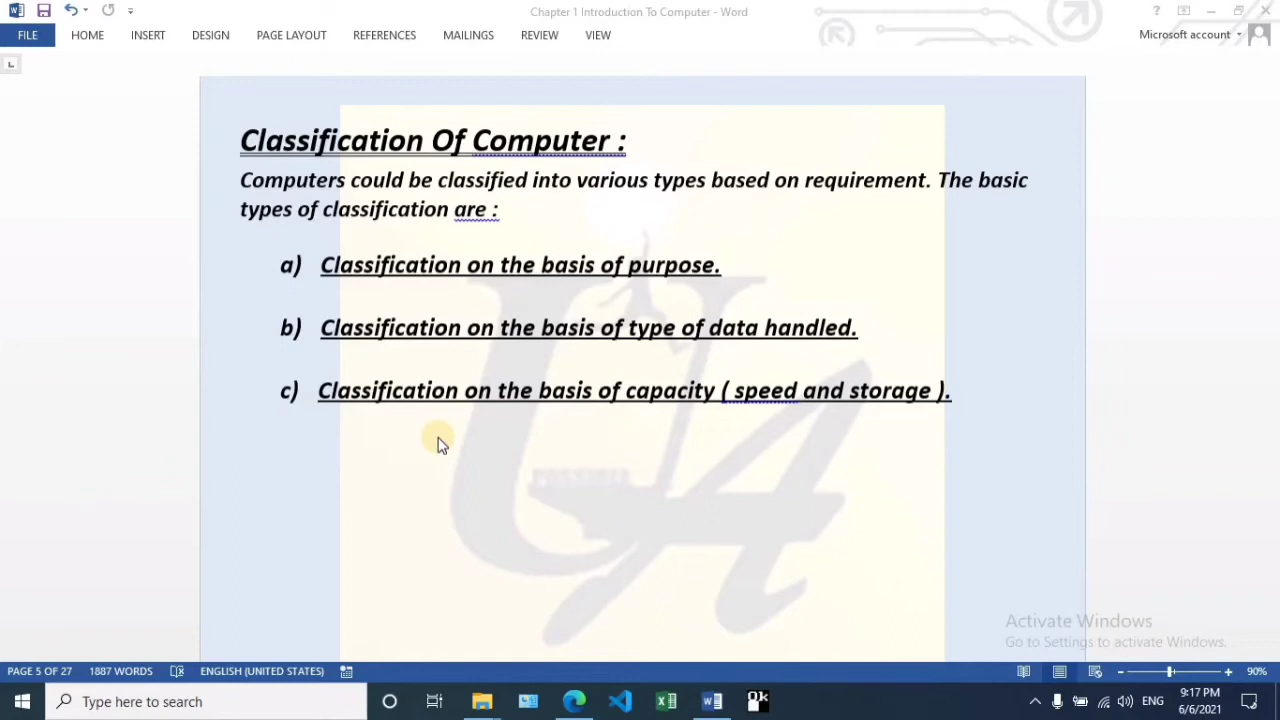 Chapter 1 Introduction To Computer - Word
FILE HOME INSERT DESIGN PAGE LAYOUT REFERENCES MAILINGS REVIEW VIEW Microsoft account
Classification Of Computer :
Computers could be classified into various types based on requirement. The basic
types of classification are :
a) Classification on the basis of purpose.
b) Classification on the basis of type of data handled.
c) Classification on the basis of capacity ( speed and storage ).
UA
Activate Windows
Go to Settings to activate Windows.
PAGE 5 OF 27 1887 WORDS ENGLISH (UNITED STATES) 90%
Type here to search
Ok
ENG
9:17 PM
6/6/2021